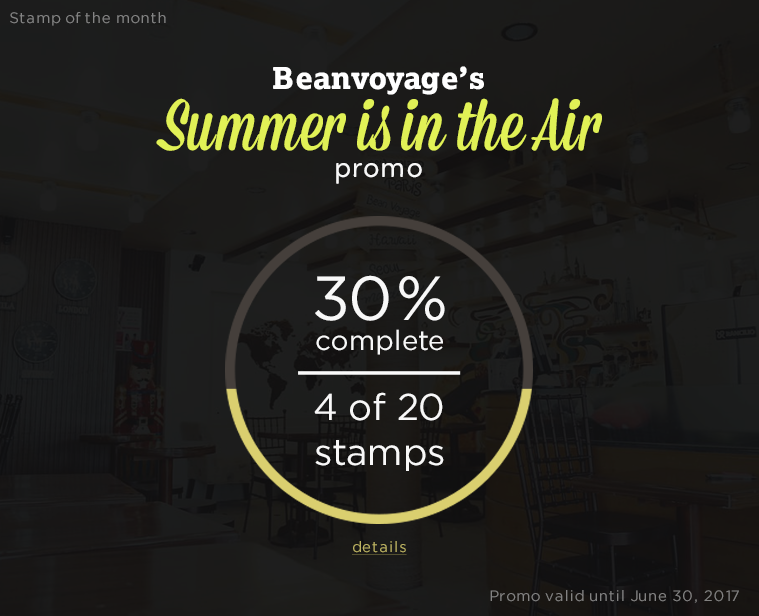 Stamp of the month
Beanvoyage's
Summer is in the Air
promo
30%
complete
4 of 20
stamps
details
Promo valid until June 30, 2017